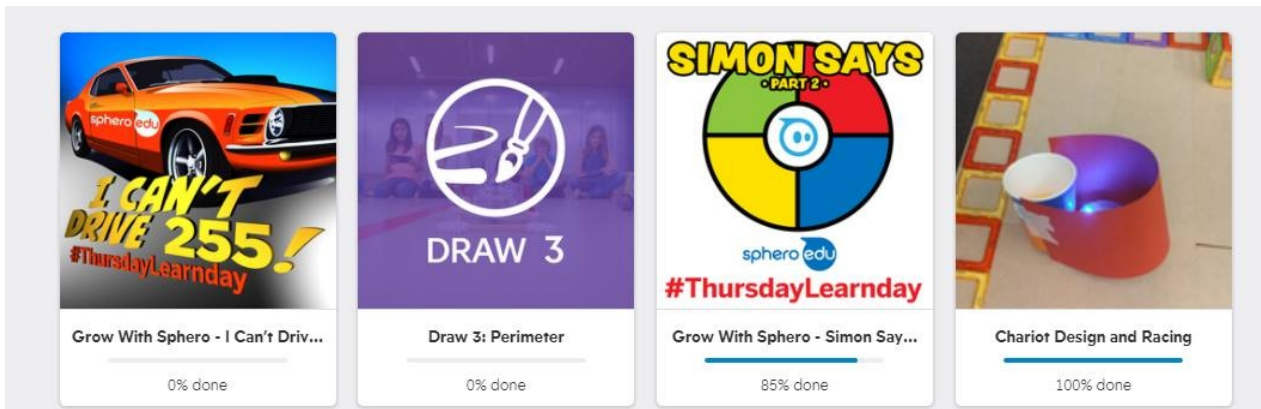 sphero edu
I CAN'T
DRIVE 255!
#ThursdayLearnday
Grow With Sphero - I Can't Driv...
0% done
DRAW 3
Draw 3: Perimeter
0% done
SIMON SAYS
• PART 2 •
sphero edu
#ThursdayLearnday
Grow With Sphero - Simon Say...
85% done
Chariot Design and Racing
100% done